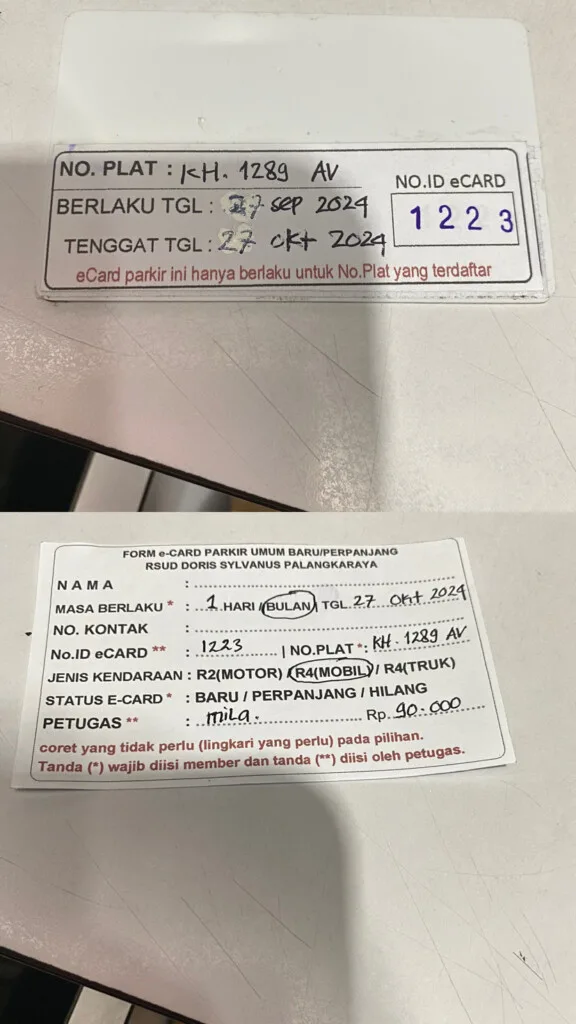 NO. PLAT : KH. 1289 AV
NO.ID eCARD
BERLAKU TGL : 27 sep 2024
1 2 2 3
TENGGAT TGL : 27 okt 2024
eCard parkir ini hanya berlaku untuk No.Plat yang terdaftar
FORM e-CARD PARKIR UMUM BARU/PERPANJANG
RSUD DORIS SYLVANUS PALANGKARAYA
N A M A :
MASA BERLAKU * : 1 HARI / BULAN / TGL. 27 okt 2024
NO. KONTAK :
No.ID eCARD ** : 1223 | NO.PLAT *: KH. 1289 AV
JENIS KENDARAAN : R2(MOTOR) / R4(MOBIL) / R4(TRUK)
STATUS E-CARD * : BARU / PERPANJANG / HILANG
PETUGAS ** : mila. Rp. 90.000
coret yang tidak perlu (lingkari yang perlu) pada pilihan.
Tanda (*) wajib diisi member dan tanda (**) diisi oleh petugas.